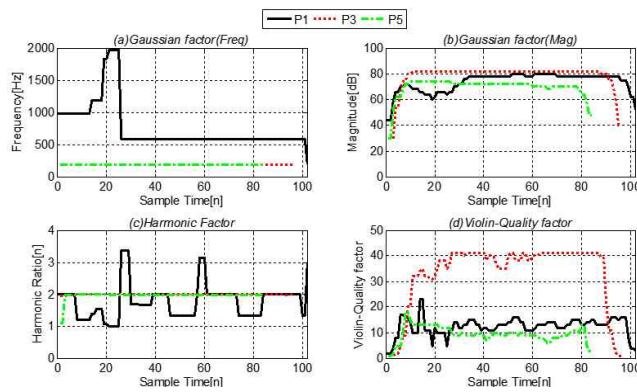 P1 P3 P5
(a)Gaussian factor(Freq)
Frequency[Hz]
2000
1500
1000
500
0
0 20 40 60 80 100
Sample Time[n]
(b)Gaussian factor(Mag)
Magnitude[dB]
100
80
60
40
20
0
0 20 40 60 80 100
Sample Time[n]
(c)Harmonic Factor
Harmonic Ratio[n]
4
3
2
1
0
0 20 40 60 80 100
Sample Time[n]
(d)Violin-Quality factor
Violin-Quality factor
50
40
30
20
10
0
0 20 40 60 80 100
Sample Time[n]